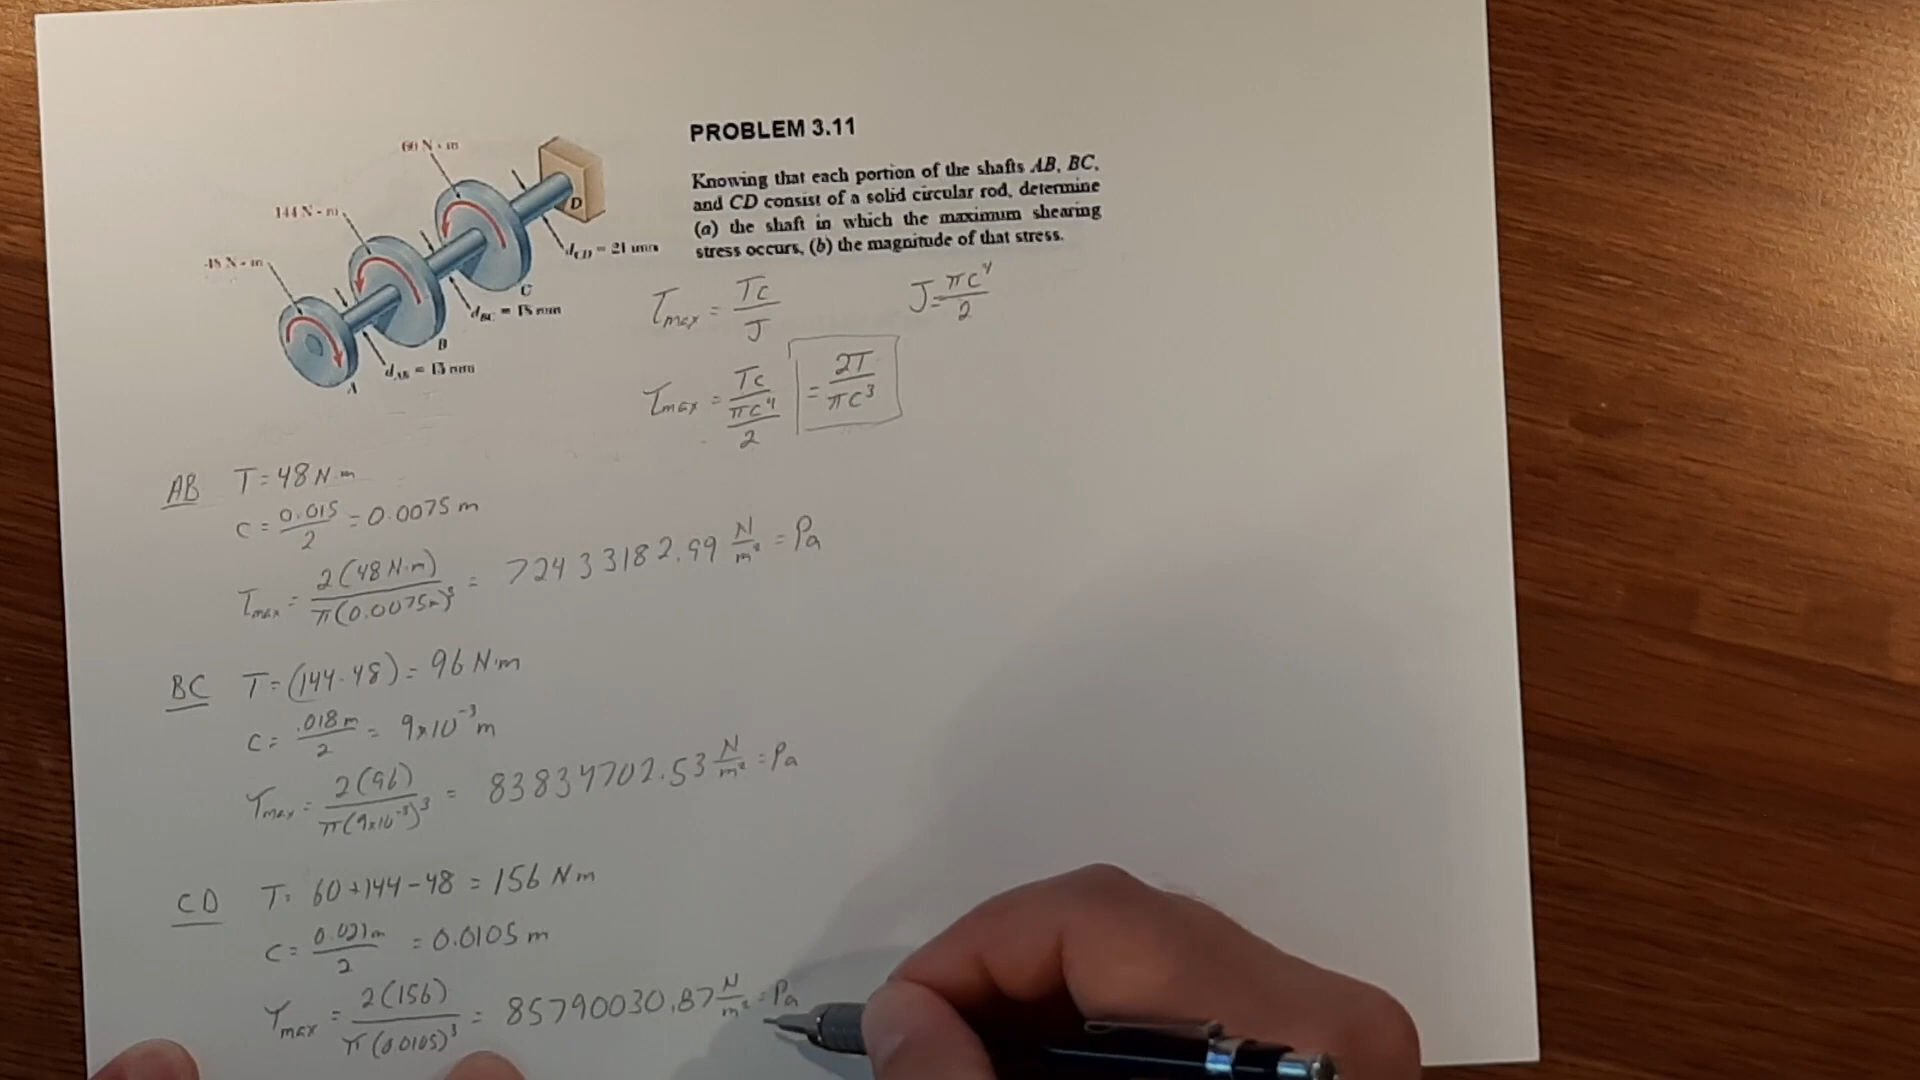 PROBLEM 3.11
Knowing that each portion of the shafts AB, BC,
and CD consist of a solid circular rod, determine
(a) the shaft in which the maximum shearing
stress occurs, (b) the magnitude of that stress.
60 N · m
144 N · m
48 N · m
D
d_CD = 21 mm
C
d_BC = 18 mm
B
d_AB = 15 mm
A
τmax = Tc/J
J = πc⁴/2
τmax = Tc/(πc⁴/2) = 2T/πc³
AB T = 48 N·m
c = 0.015/2 = 0.0075 m
τmax = 2(48 N·m)/π(0.0075m)³ = 72433182.99 N/m² = Pa
BC T = (144-48) = 96 N·m
c = .018m/2 = 9x10⁻³ m
τmax = 2(96)/π(9x10⁻³)³ = 83834702.53 N/m² = Pa
CD T = 60+144-48 = 156 Nm
c = 0.021m/2 = 0.0105 m
τmax = 2(156)/π(0.0105)³ = 85790030.87 N/m² = Pa